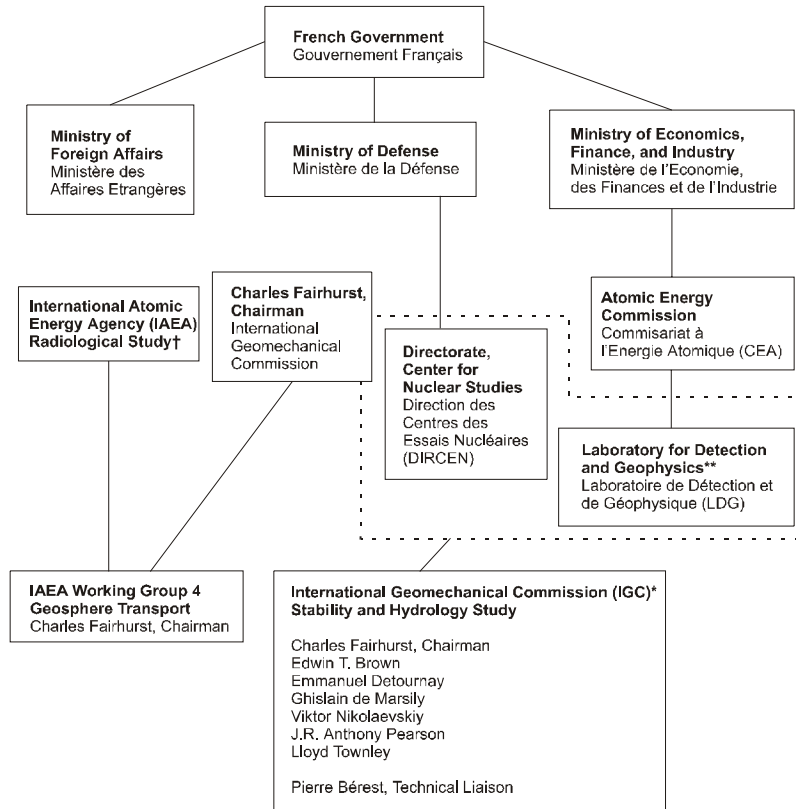 French Government
Gouvernement Français
Ministry of
Foreign Affairs
Ministère des
Affaires Etrangères
Ministry of Defense
Ministère de la Défense
Ministry of Economics,
Finance, and Industry
Ministère de l'Economie,
des Finances et de l'Industrie
International Atomic
Energy Agency (IAEA)
Radiological Study†
Charles Fairhurst,
Chairman
International
Geomechanical
Commission
Directorate,
Center for
Nuclear Studies
Direction des
Centres des
Essais Nucléaires
(DIRCEN)
Atomic Energy
Commission
Commisariat à
l'Energie Atomique (CEA)
Laboratory for Detection
and Geophysics**
Laboratoire de Détection et
de Géophysique (LDG)
IAEA Working Group 4
Geosphere Transport
Charles Fairhurst, Chairman
International Geomechanical Commission (IGC)*
Stability and Hydrology Study
Charles Fairhurst, Chairman
Edwin T. Brown
Emmanuel Detournay
Ghislain de Marsily
Viktor Nikolaevskiy
J.R. Anthony Pearson
Lloyd Townley
Pierre Bérest, Technical Liaison